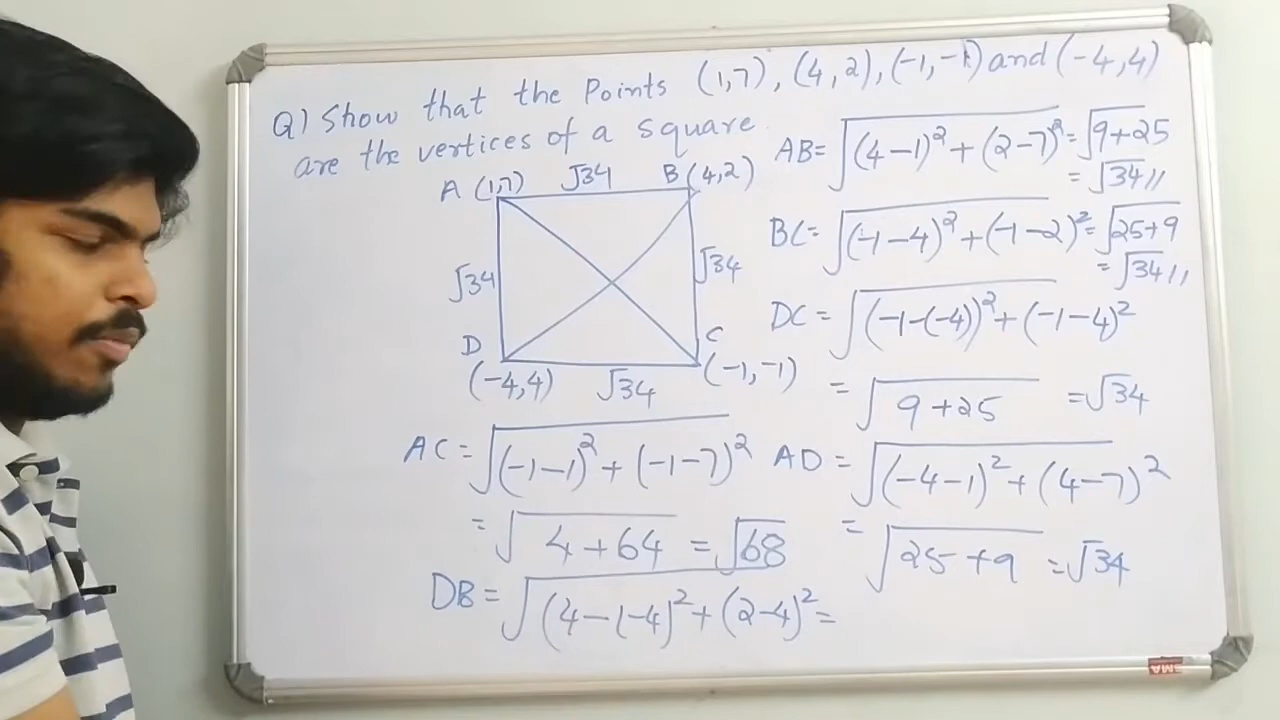 Q) Show that the Points (1,7), (4,2), (-1,-1) and (-4,4)
are the vertices of a square
A (1,7) √34 B (4,2)
√34 √34
D C
(-4,4) √34 (-1,-1)
AB = √(4-1)² + (2-7)² = √9+25
= √34//
BC = √(-1-4)² + (-1-2)² = √25+9
= √34//
DC = √(-1-(-4))² + (-1-4)²
= √9+25 = √34
AC = √(-1-1)² + (-1-7)²
= √4+64 = √68
AD = √(-4-1)² + (4-7)²
= √25+9 = √34
DB = √(4-(-4)² + (2-4)² =